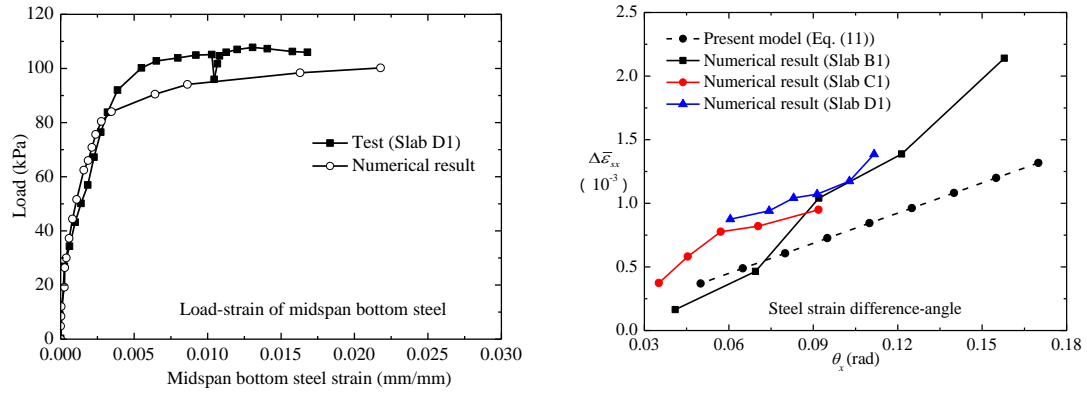 120
100
80
60
40
20
0
Load (kPa)
Test (Slab D1)
Numerical result
Load-strain of midspan bottom steel
0.000 0.005 0.010 0.015 0.020 0.025 0.030
Midspan bottom steel strain (mm/mm)
2.5
2.0
1.5
1.0
0.5
0.0
Δε̅ₛₓ
( 10⁻³ )
Present model (Eq. (11))
Numerical result (Slab B1)
Numerical result (Slab C1)
Numerical result (Slab D1)
Steel strain difference-angle
0.03 0.06 0.09 0.12 0.15 0.18
θₓ (rad)